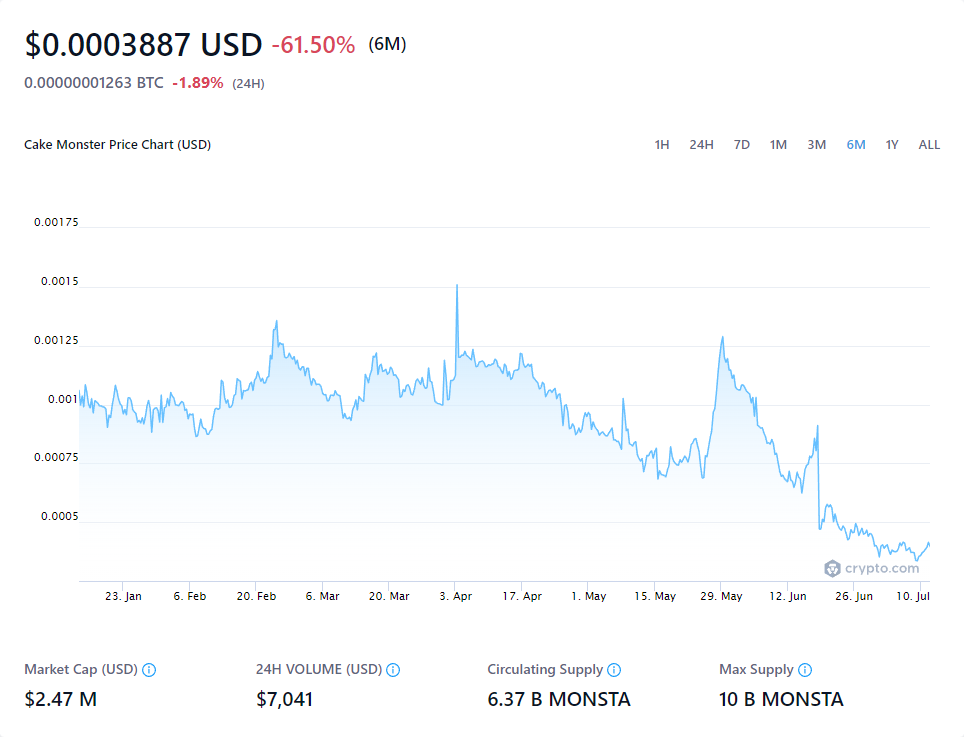 $0.0003887 USD -61.50% (6M)
0.00000001263 BTC -1.89% (24H)
Cake Monster Price Chart (USD) 1H 24H 7D 1M 3M 6M 1Y ALL
0.00175
0.0015
0.00125
0.001
0.00075
0.0005
crypto.com
23. Jan 6. Feb 20. Feb 6. Mar 20. Mar 3. Apr 17. Apr 1. May 15. May 29. May 12. Jun 26. Jun 10. Jul
Market Cap (USD) 24H VOLUME (USD) Circulating Supply Max Supply
$2.47 M $7,041 6.37 B MONSTA 10 B MONSTA